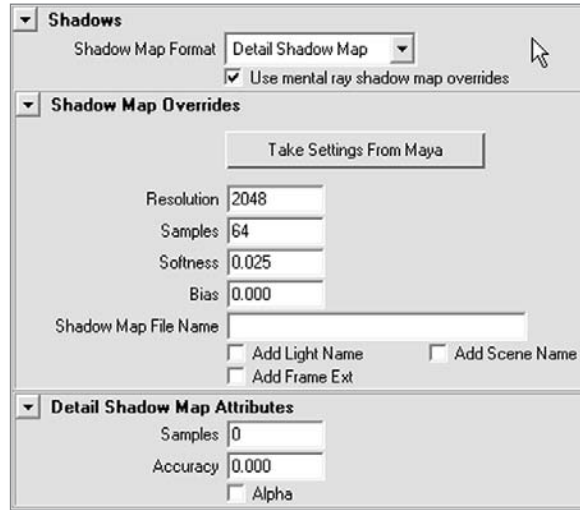 Shadows
Shadow Map Format Detail Shadow Map
Use mental ray shadow map overrides
Shadow Map Overrides
Take Settings From Maya
Resolution 2048
Samples 64
Softness 0.025
Bias 0.000
Shadow Map File Name
Add Light Name Add Scene Name
Add Frame Ext
Detail Shadow Map Attributes
Samples 0
Accuracy 0.000
Alpha